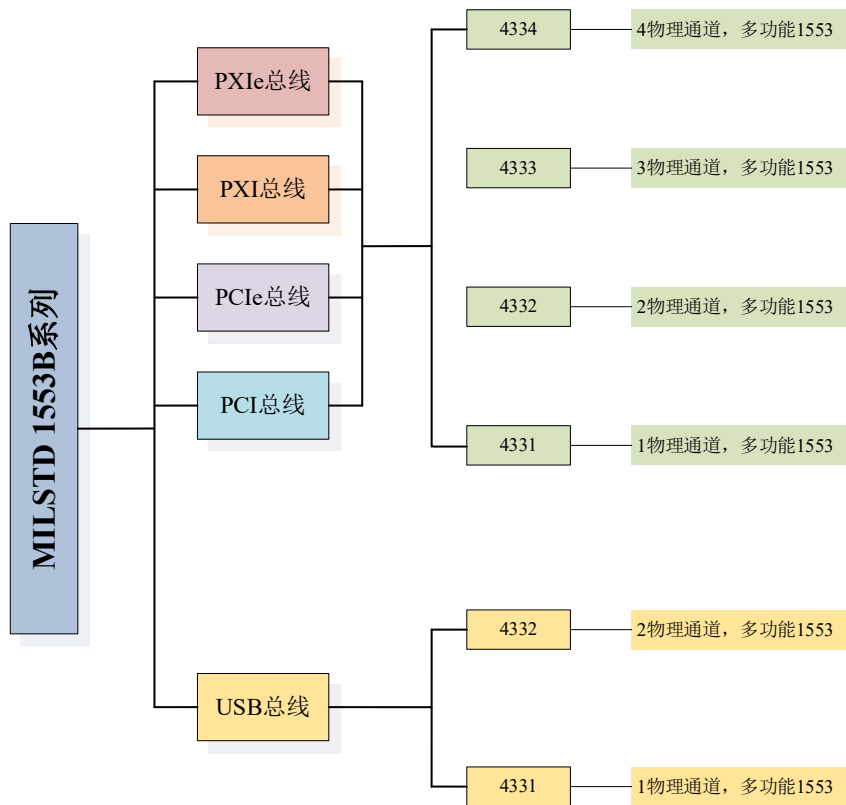 MILSTD 1553B系列
PXIe总线
PXI总线
PCIe总线
PCI总线
USB总线
4334
4物理通道，多功能1553
4333
3物理通道，多功能1553
4332
2物理通道，多功能1553
4331
1物理通道，多功能1553
4332
2物理通道，多功能1553
4331
1物理通道，多功能1553